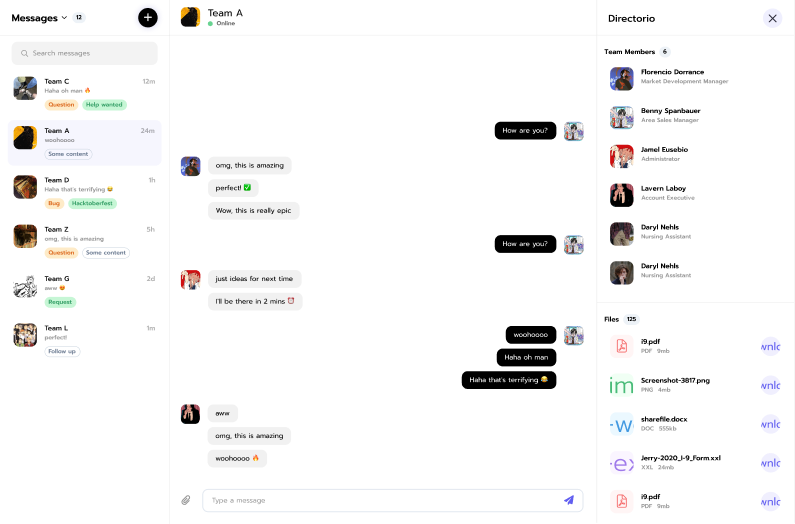 Messages 12
Search messages
Team C 12m
Haha oh man 🔥
Question Help wanted
Team A 24m
woohoooo
Some content
Team D 1h
Haha that's terrifying 😂
Bug Hacktoberfest
Team Z 5h
omg, this is amazing
Question Some content
Team G 2d
aww 😍
Request
Team L 1m
perfect!
Follow up
Team A
Online
How are you?
omg, this is amazing
perfect! ✅
Wow, this is really epic
How are you?
just ideas for next time
I'll be there in 2 mins ⏰
woohoooo
Haha oh man
Haha that's terrifying 😂
aww
omg, this is amazing
woohoooo 🔥
Type a message
Directorio
Team Members 6
Florencio Dorrance
Market Development Manager
Benny Spanbauer
Area Sales Manager
Jamel Eusebio
Administrator
Lavern Laboy
Account Executive
Daryl Nehls
Nursing Assistant
Daryl Nehls
Nursing Assistant
Files 125
i9.pdf
PDF 9mb
wnlc
im
Screenshot-3817.png
PNG 4mb
wnlc
-w
sharefile.docx
DOC 555kb
wnlc
-ex
Jerry-2020_I-9_Form.xxl
XXL 24mb
wnlc
i9.pdf
PDF 9mb
wnlc